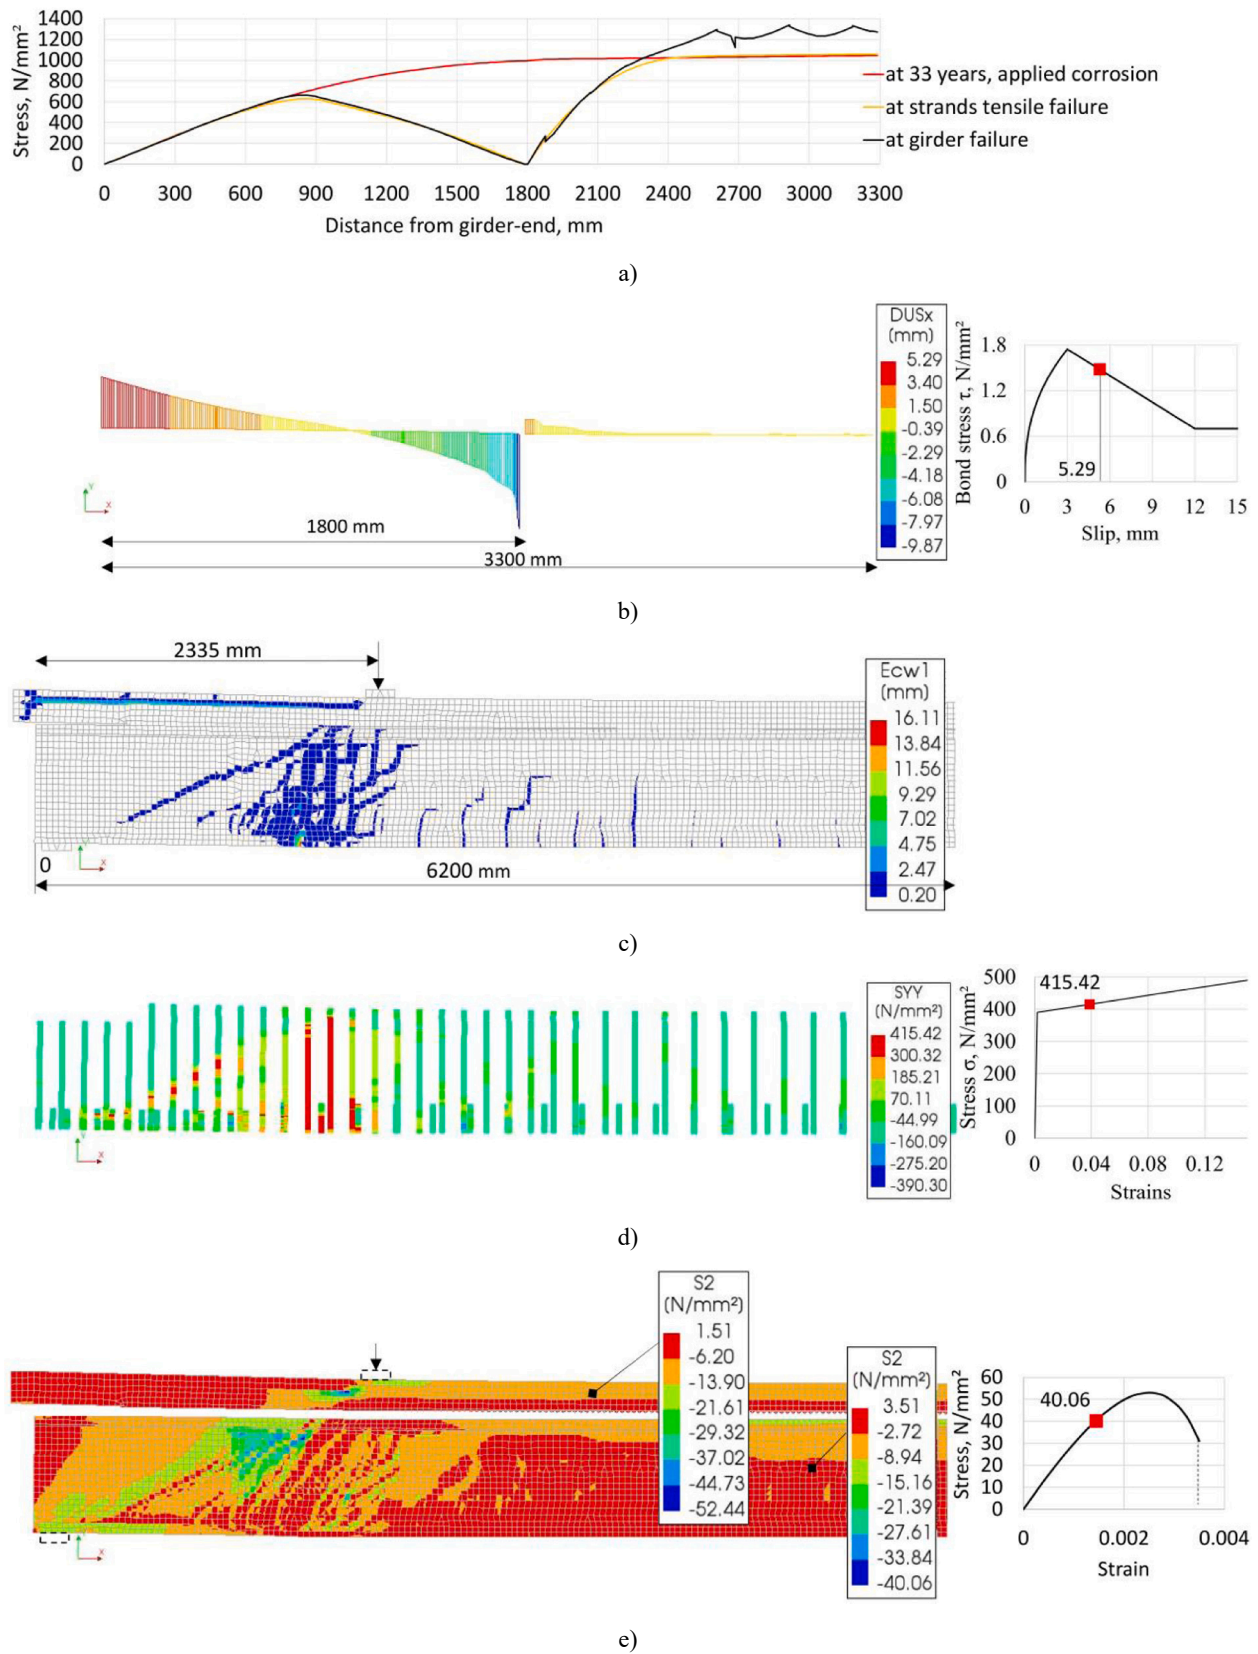 1400
1200
1000
800
600
400
200
0
Stress, N/mm²
0 300 600 900 1200 1500 1800 2100 2400 2700 3000 3300
Distance from girder-end, mm
at 33 years, applied corrosion
at strands tensile failure
at girder failure
a)
DUSx
(mm)
5.29
3.40
1.50
-0.39
-2.29
-4.18
-6.08
-7.97
-9.87
Y
X
1800 mm
3300 mm
Bond stress τ, N/mm²
1.8
1.2
0.6
0
5.29
0 3 6 9 12 15
Slip, mm
b)
2335 mm
Ecw1
(mm)
16.11
13.84
11.56
9.29
7.02
4.75
2.47
0.20
0
Y
X
6200 mm
c)
SYY
(N/mm²)
415.42
300.32
185.21
70.11
-44.99
-160.09
-275.20
-390.30
Y
X
Stress σ, N/mm²
500
400
300
200
100
0
415.42
0 0.04 0.08 0.12
Strains
d)
S2
(N/mm²)
1.51
-6.20
-13.90
-21.61
-29.32
-37.02
-44.73
-52.44
S2
(N/mm²)
3.51
-2.72
-8.94
-15.16
-21.39
-27.61
-33.84
-40.06
Y
X
Stress, N/mm²
60
50
40
30
20
10
0
40.06
0 0.002 0.004
Strain
e)